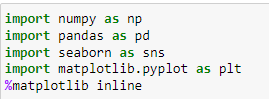 import numpy as np
import pandas as pd
import seaborn as sns
import matplotlib.pyplot as plt
%matplotlib inline